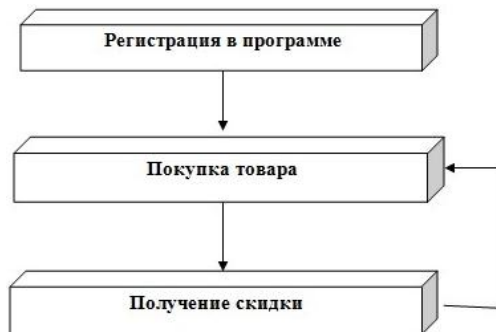 Регистрация в программе
Покупка товара
Получение скидки